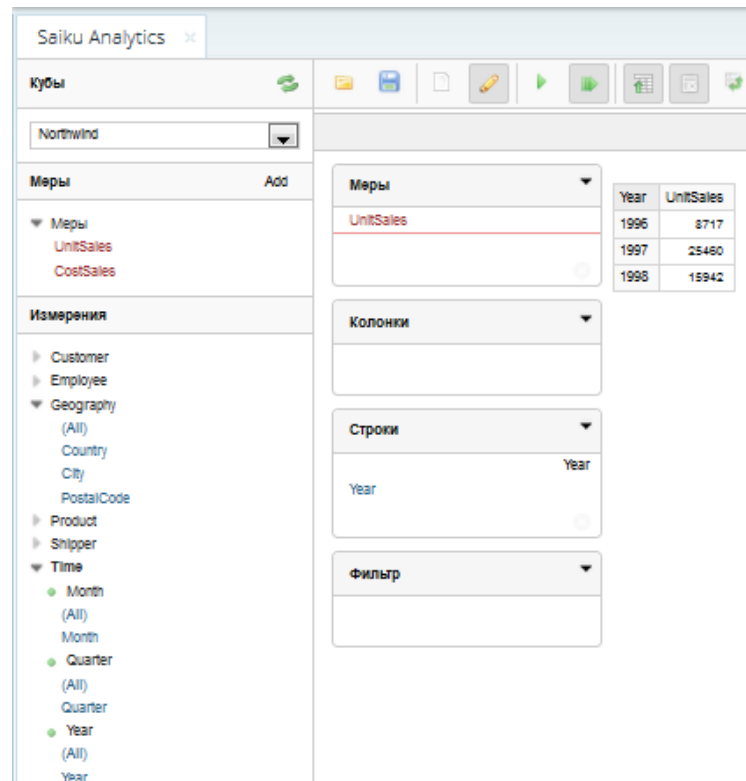 Saiku Analytics
Кубы
Northwind
Меры Add
Меры
UnitSales
CostSales
Измерения
Customer
Employee
Geography
(All)
Country
City
PostalCode
Product
Shipper
Time
Month
(All)
Month
Quarter
(All)
Quarter
Year
(All)
Year
Меры
UnitSales
Колонки
Строки
Year
Year
Фильтр
Year UnitSales
1996 8717
1997 25460
1998 15942